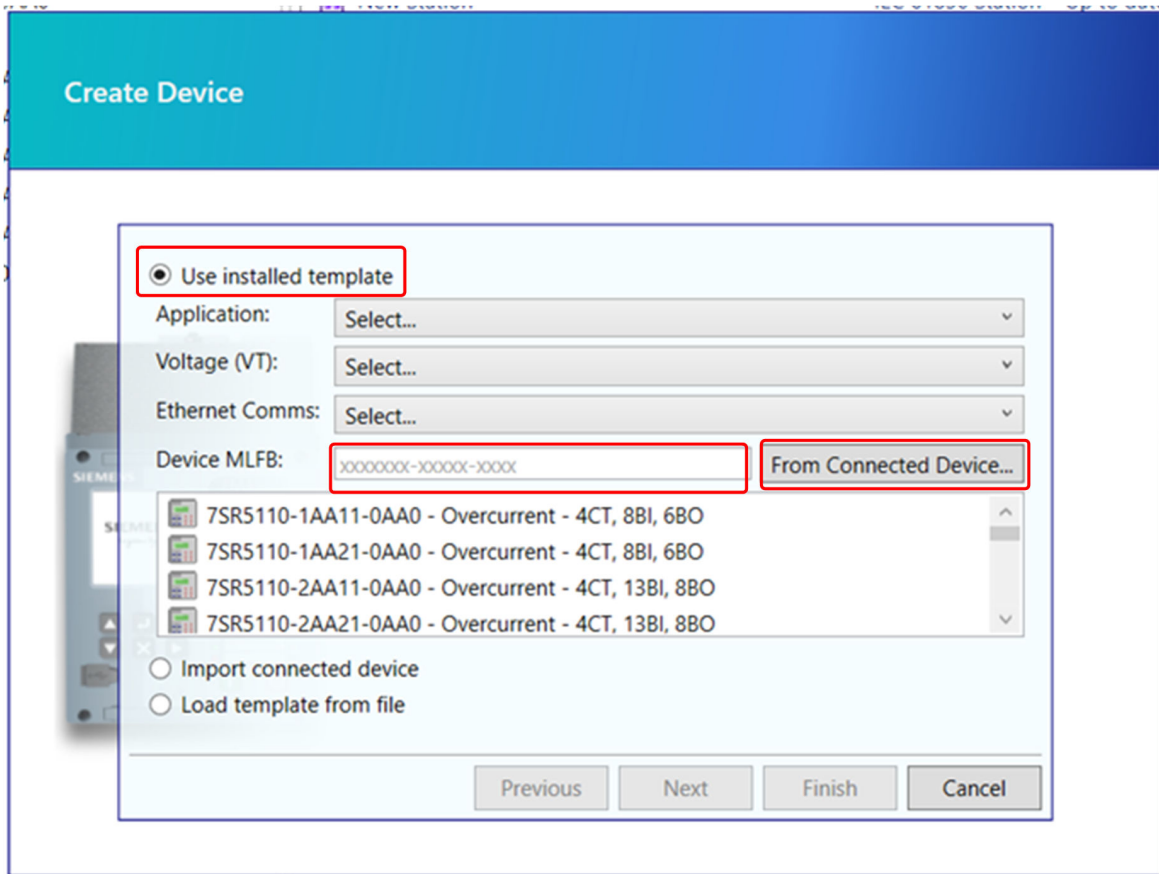 New Station
Create Device
Use installed template
Application: Select...
Voltage (VT): Select...
Ethernet Comms: Select...
Device MLFB: xxxxxxx-xxxxx-xxxx From Connected Device...
SIEMENS
7SR5110-1AA11-0AA0 - Overcurrent - 4CT, 8BI, 6BO
7SR5110-1AA21-0AA0 - Overcurrent - 4CT, 8BI, 6BO
7SR5110-2AA11-0AA0 - Overcurrent - 4CT, 13BI, 8BO
7SR5110-2AA21-0AA0 - Overcurrent - 4CT, 13BI, 8BO
Import connected device
Load template from file
Previous Next Finish Cancel